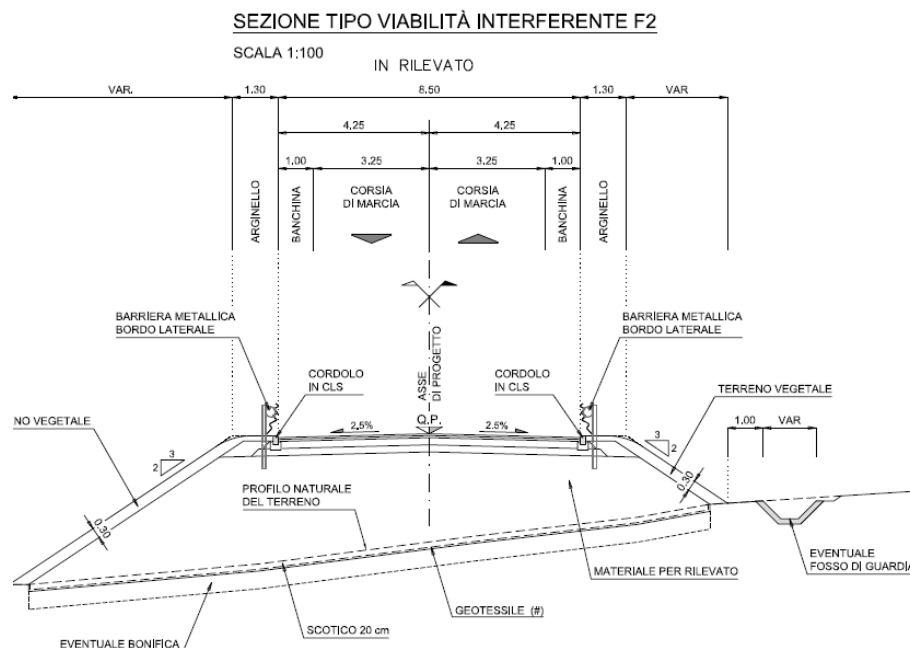 SEZIONE TIPO VIABILITÀ INTERFERENTE F2
SCALA 1:100
IN RILEVATO
VAR.
1.30
8.50
1.30
VAR
4,25
4,25
1,00
3.25
3.25
1,00
ARGINELLO
BANCHINA
CORSIA
DI MARCIA
CORSIA
DI MARCIA
BANCHINA
ARGINELLO
BARRIERA METALLICA
BORDO LATERALE
ASSE
DI PROGETTO
BARRIERA METALLICA
BORDO LATERALE
CORDOLO
IN CLS
CORDOLO
IN CLS
TERRENO VEGETALE
NO VEGETALE
2,5%
Q.P.
2.5%
1,00
VAR
3
2
3
2
0.30
PROFILO NATURALE
DEL TERRENO
0.30
MATERIALE PER RILEVATO
EVENTUALE
FOSSO DI GUARDIA
GEOTESSILE (#)
SCOTICO 20 cm
EVENTUALE BONIFICA